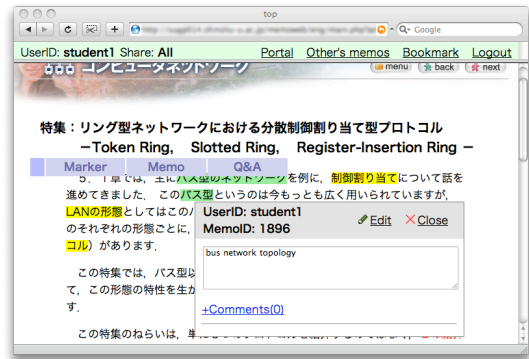 top
Google
UserID: student1 Share: All Portal Other's memos Bookmark Logout
コンピュータネットワーク menu back next
特集：リング型ネットワークにおける分散制御割り当て型プロトコル
－Token Ring, Slotted Ring, Register-Insertion Ring －
Marker Memo Q&A
５．１章では，主にバス型のネットワークを例に，制御割り当てについて話を
進めてきました．このバス型というのは今もっとも広く用いられていますが，
LANの形態としてはこのバ
のそれぞれの形態ごとに，
コル）があります．
UserID: student1
MemoID: 1896
Edit Close
bus network topology
+Comments(0)
この特集では，バス型以
て，この形態の特性を生か
す．
この特集のねらいは，単